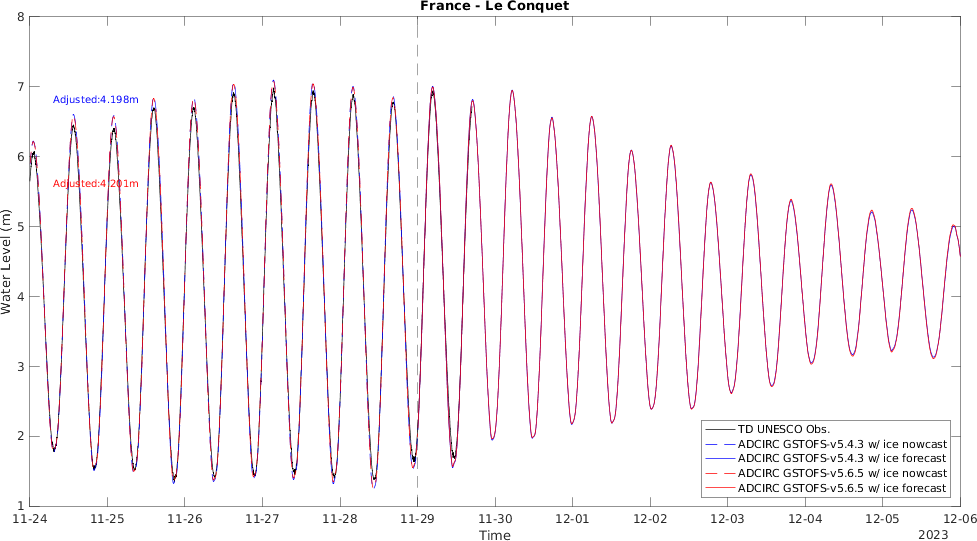 France - Le Conquet
8
7
6
5
4
3
2
1
Water Level (m)
Adjusted:4.198m
Adjusted:4.201m
TD UNESCO Obs.
ADCIRC GSTOFS-v5.4.3 w/ ice nowcast
ADCIRC GSTOFS-v5.4.3 w/ ice forecast
ADCIRC GSTOFS-v5.6.5 w/ ice nowcast
ADCIRC GSTOFS-v5.6.5 w/ ice forecast
11-24 11-25 11-26 11-27 11-28 11-29 11-30 12-01 12-02 12-03 12-04 12-05 12-06
Time
2023